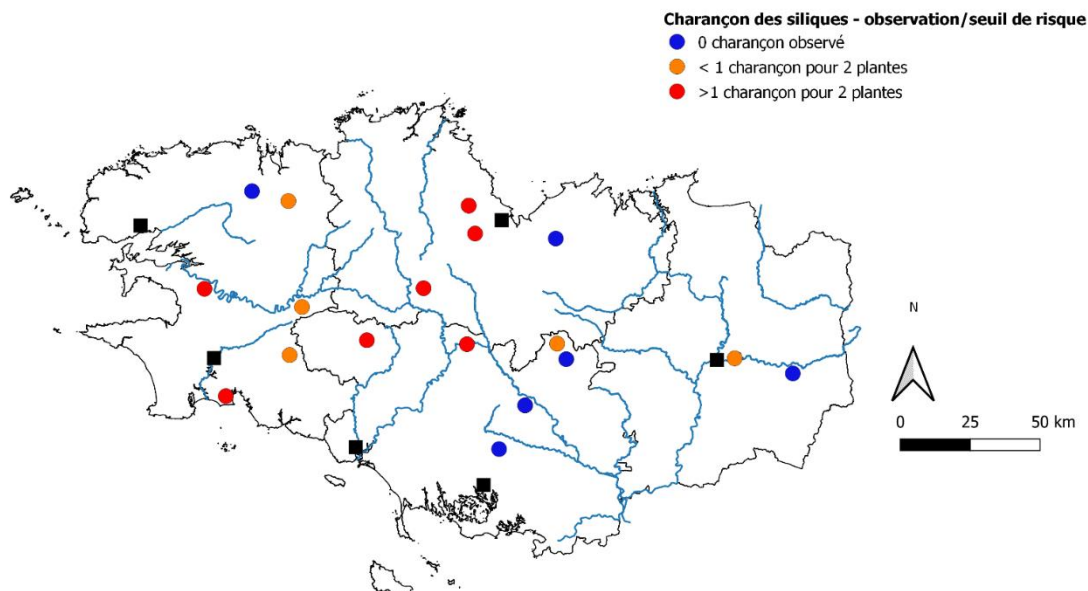 Charançon des siliques - observation/seuil de risque
0 charançon observé
< 1 charançon pour 2 plantes
>1 charançon pour 2 plantes
N
0 25 50 km